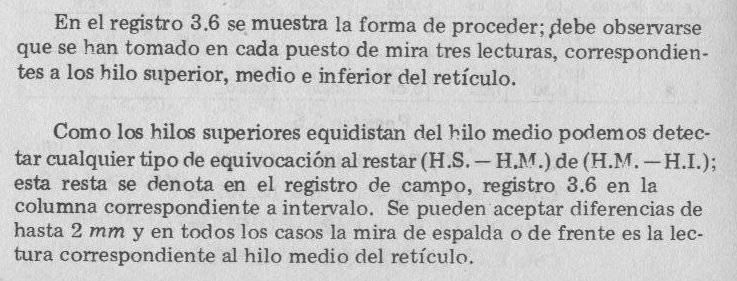 En el registro 3.6 se muestra la forma de proceder; debe observarse
que se han tomado en cada puesto de mira tres lecturas, correspondien-
tes a los hilo superior, medio e inferior del retículo.
Como los hilos superiores equidistan del hilo medio podemos detec-
tar cualquier tipo de equivocación al restar (H.S. — H.M.) de (H.M. — H.I.);
esta resta se denota en el registro de campo, registro 3.6 en la
columna correspondiente a intervalo. Se pueden aceptar diferencias de
hasta 2 mm y en todos los casos la mira de espalda o de frente es la lec-
tura correspondiente al hilo medio del retículo.